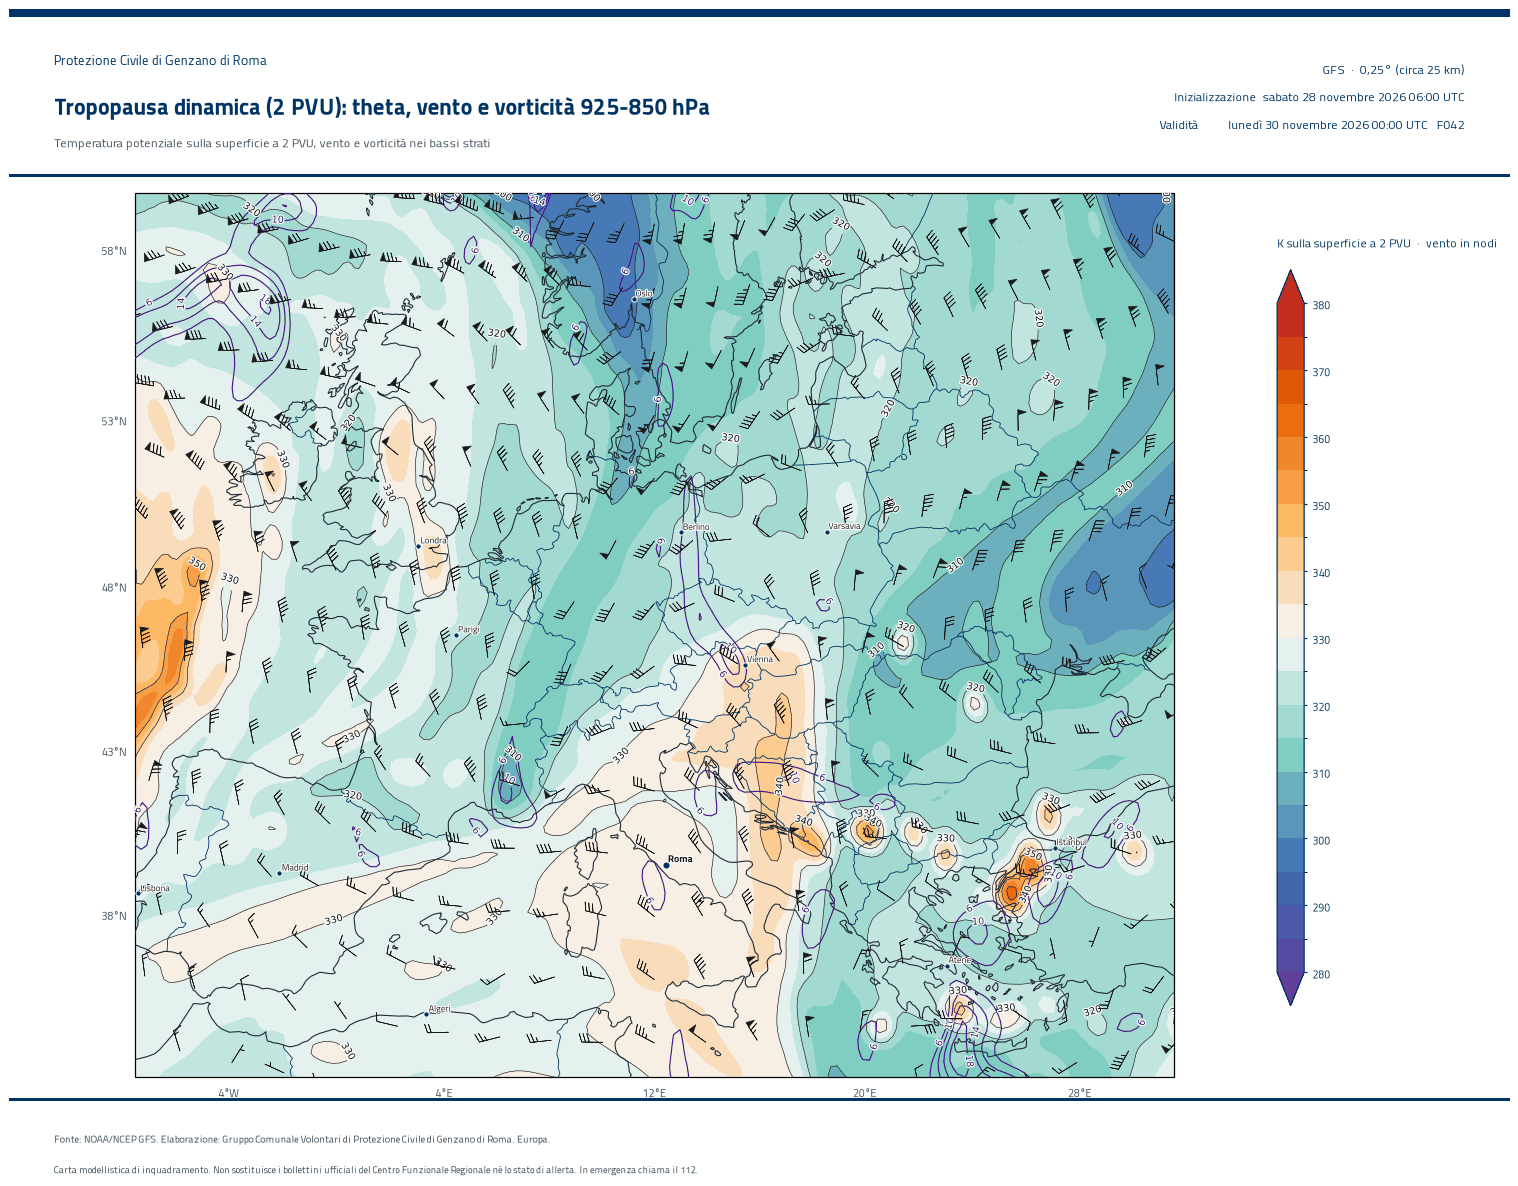 Protezione Civile di Genzano di Roma
Tropopausa dinamica (2 PVU): theta, vento e vorticità 925-850 hPa
Temperatura potenziale sulla superficie a 2 PVU, vento e vorticità nei bassi strati
GFS · 0,25° (circa 25 km)
Inizializzazione sabato 28 novembre 2026 06:00 UTC
Validità lunedì 30 novembre 2026 00:00 UTC F042
K sulla superficie a 2 PVU · vento in nodi
380
370
360
350
340
330
320
310
300
290
280
58°N
53°N
48°N
43°N
38°N
4°W
4°E
12°E
20°E
28°E
Oslo
Berlino
Varsavia
Londra
Parigi
Vienna
Roma
Madrid
Lisbona
Istanbul
Atene
Algeri
Fonte: NOAA/NCEP GFS. Elaborazione: Gruppo Comunale Volontari di Protezione Civile di Genzano di Roma. Europa.
Carta modellistica di inquadramento. Non sostituisce i bollettini ufficiali del Centro Funzionale Regionale né lo stato di allerta. In emergenza chiama il 112.